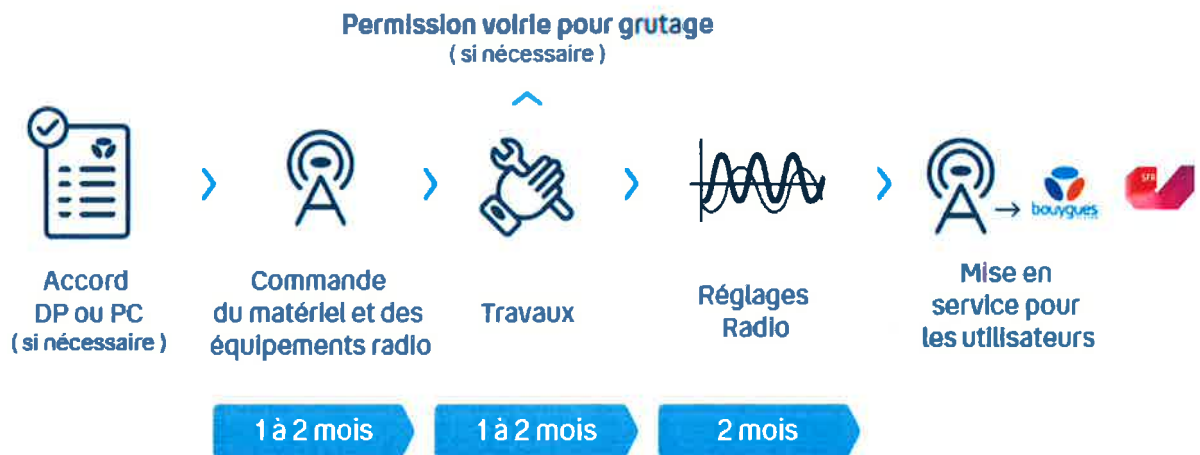 Permission voirie pour grutage
( si nécessaire )
Accord
DP ou PC
( si nécessaire )
Commande
du matériel et des
équipements radio
Travaux
Réglages
Radio
bouygues
SFR
Mise en
service pour
les utilisateurs
1 à 2 mois
1 à 2 mois
2 mois